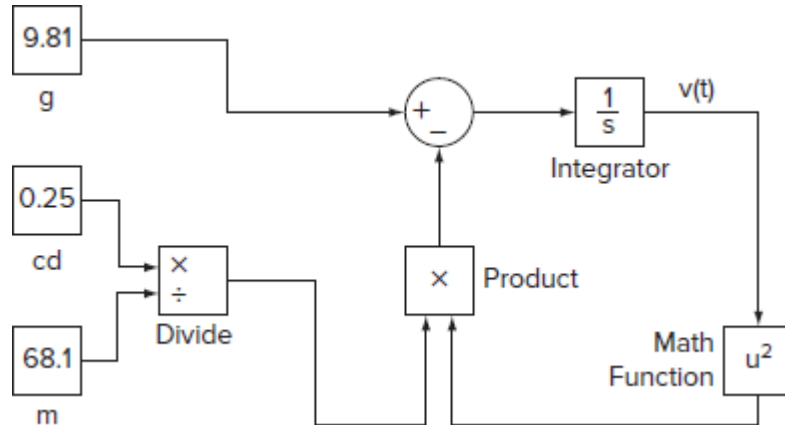 9.81
g
+
−
1
s
Integrator
v(t)
0.25
cd
×
÷
Divide
×
Product
68.1
m
Math
Function
u²